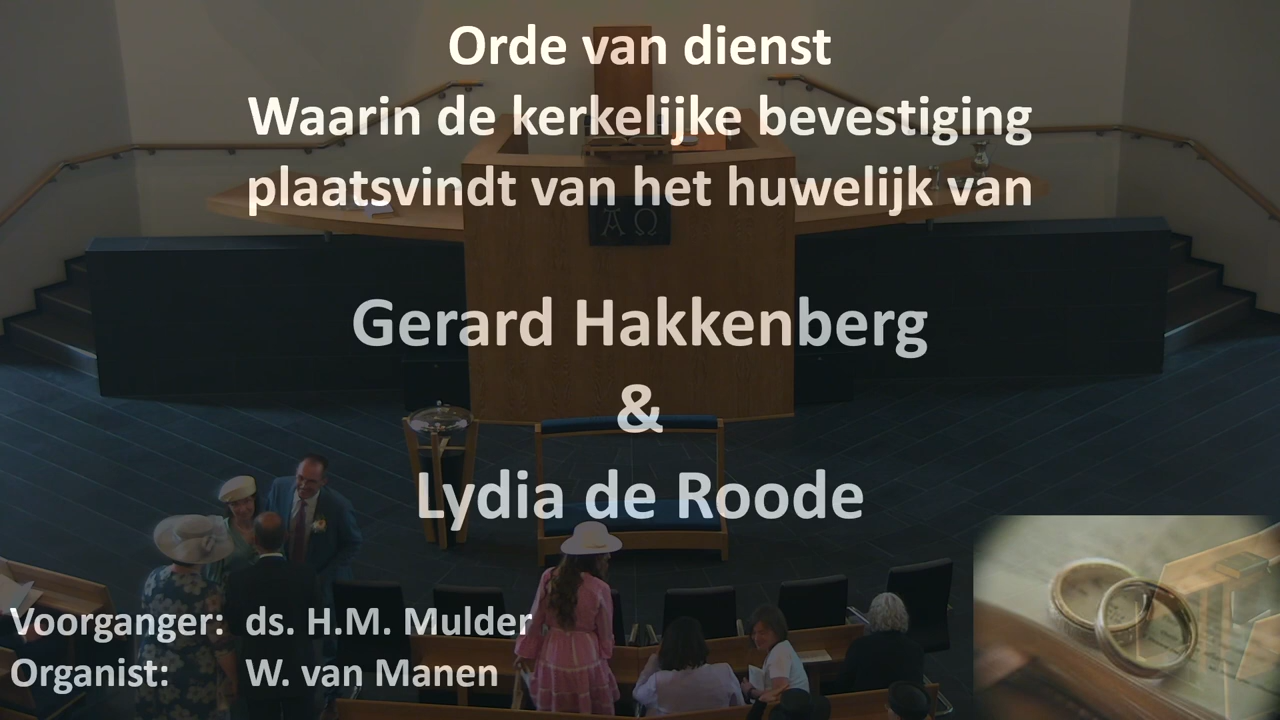 Orde van dienst
Waarin de kerkelijke bevestiging
plaatsvindt van het huwelijk van
ΑΩ
Gerard Hakkenberg
&
Lydia de Roode
Voorganger: ds. H.M. Mulder
Organist: W. van Manen